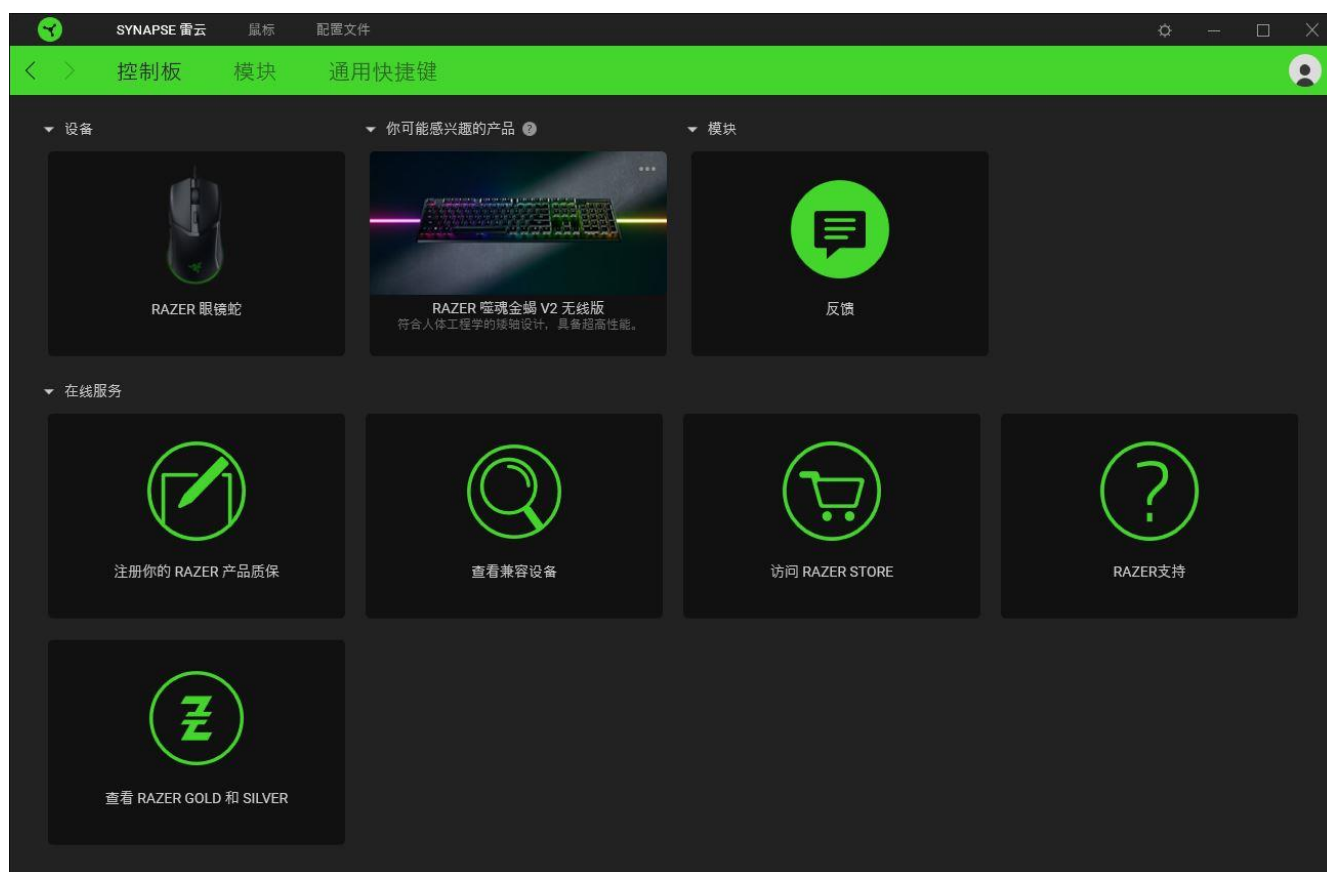 SYNAPSE 雷云 鼠标 配置文件
控制板 模块 通用快捷键
设备
你可能感兴趣的产品 ?
模块
RAZER 眼镜蛇
RAZER 噬魂金蝎 V2 无线版
符合人体工程学的矮轴设计，具备超高性能。
反馈
在线服务
注册你的 RAZER 产品质保
查看兼容设备
访问 RAZER STORE
RAZER支持
查看 RAZER GOLD 和 SILVER